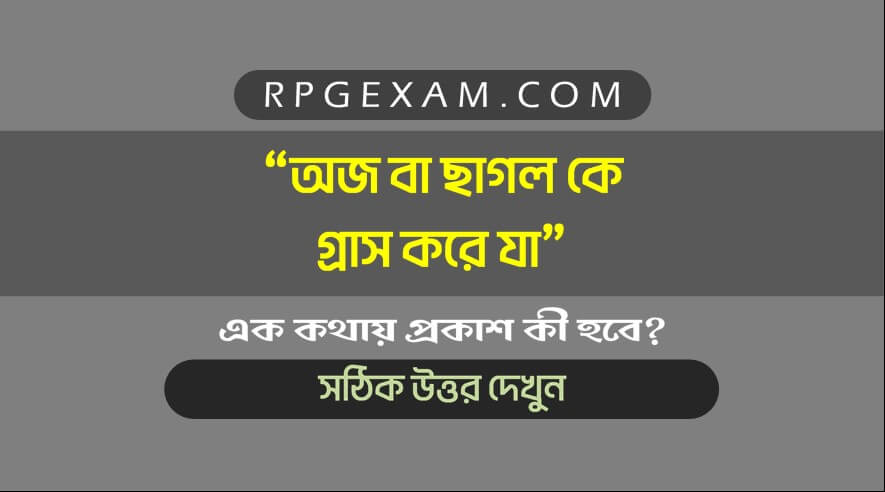 RPGEXAM.COM
“অজ বা ছাগল কে
গ্রাস করে যা”
এক কথায় প্রকাশ কী হবে?
সঠিক উত্তর দেখুন